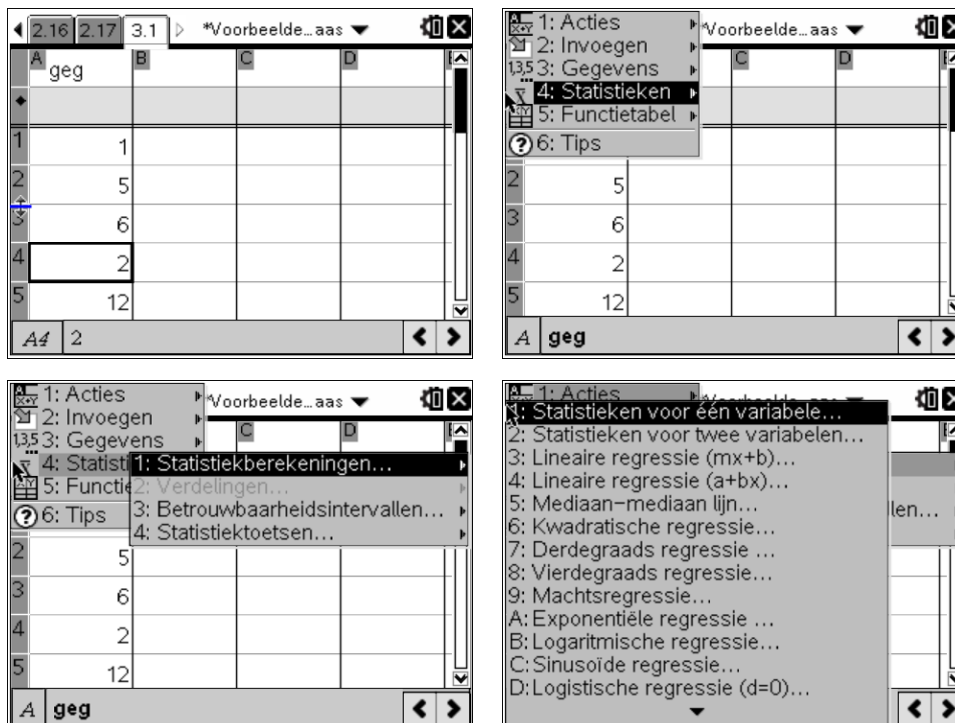 2.16 2.17 3.1 *Voorbeelde...aas
A geg B C D
1 1
2 5
3 6
4 2
5 12
A4 2
1: Acties *Voorbeelde...aas
2: Invoegen
3: Gegevens C D
4: Statistieken
5: Functietabel
6: Tips
2 5
3 6
4 2
5 12
A geg
1: Acties *Voorbeelde...aas
2: Invoegen
3: Gegevens C D
4: Statisti 1: Statistiekberekeningen...
5: Functie 2: Verdelingen...
6: Tips 3: Betrouwbaarheidsintervallen...
4: Statistiektoetsen...
2 5
3 6
4 2
5 12
A geg
1: Acties
1: Statistieken voor één variabele...
2: Statistieken voor twee variabelen...
3: Lineaire regressie (mx+b)...
4: Lineaire regressie (a+bx)...
5: Mediaan-mediaan lijn...
6: Kwadratische regressie...
7: Derdegraads regressie ...
8: Vierdegraads regressie...
9: Machtsregressie...
A: Exponentiële regressie ...
B: Logaritmische regressie...
C: Sinusoïde regressie...
D: Logistische regressie (d=0)...
len...